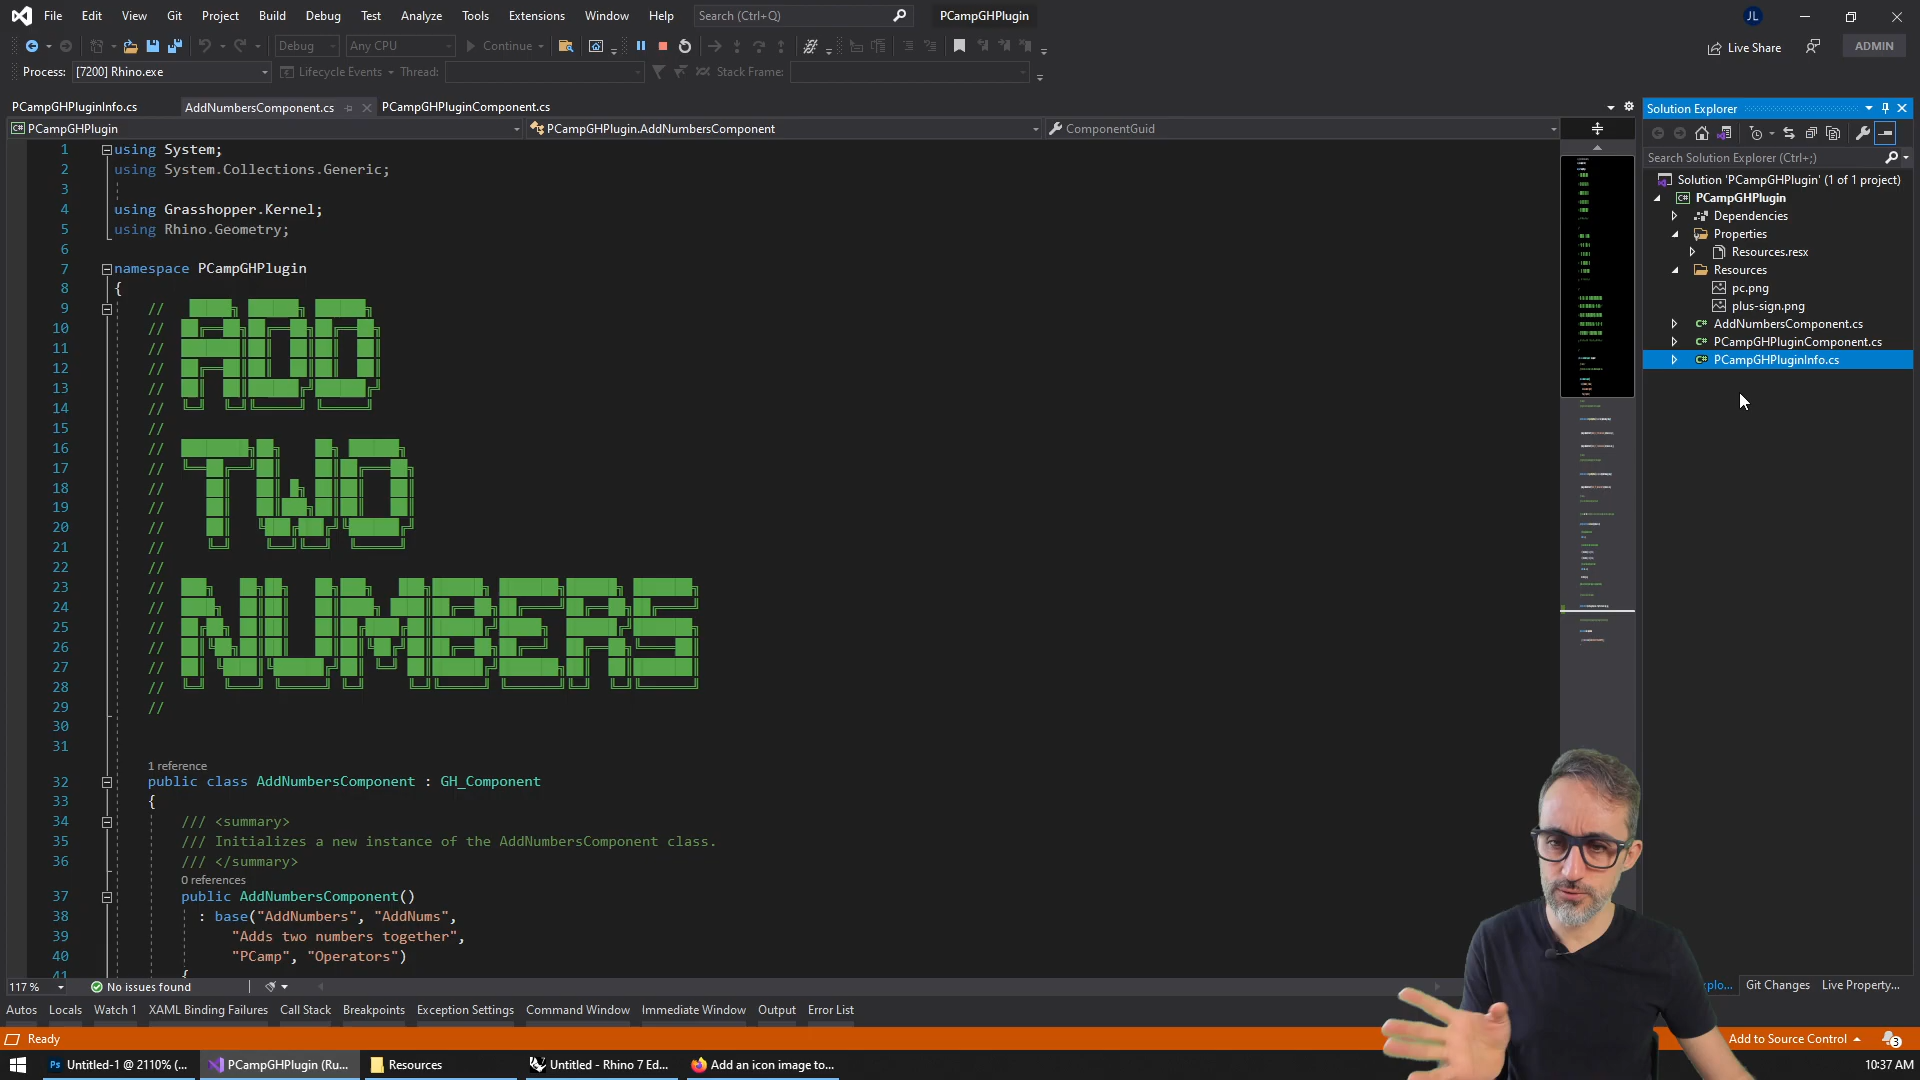 File Edit View Git Project Build Debug Test Analyze Tools Extensions Window Help Search (Ctrl+Q) PCampGHPlugin JL
Debug Any CPU Continue Live Share ADMIN
Process: [7200] Rhino.exe Lifecycle Events Thread: Stack Frame:
PCampGHPluginInfo.cs AddNumbersComponent.cs PCampGHPluginComponent.cs
PCampGHPlugin PCampGHPlugin.AddNumbersComponent ComponentGuid
1 using System;
2 using System.Collections.Generic;
3
4 using Grasshopper.Kernel;
5 using Rhino.Geometry;
6
7 namespace PCampGHPlugin
8 {
9 //
10 //
11 // ADD
12 //
13 //
14 //
15 //
16 //
17 //
18 // TWO
19 //
20 //
21 //
22 //
23 //
24 //
25 // NUMBERS
26 //
27 //
28 //
29 //
30
31
1 reference
32 public class AddNumbersComponent : GH_Component
33 {
34 /// <summary>
35 /// Initializes a new instance of the AddNumbersComponent class.
36 /// </summary>
0 references
37 public AddNumbersComponent()
38 : base("AddNumbers", "AddNums",
39 "Adds two numbers together",
40 "PCamp", "Operators")
41 {
117 % No issues found
Autos Locals Watch 1 XAML Binding Failures Call Stack Breakpoints Exception Settings Command Window Immediate Window Output Error List
Ready
Solution Explorer
Search Solution Explorer (Ctrl+;)
Solution 'PCampGHPlugin' (1 of 1 project)
C# PCampGHPlugin
Dependencies
Properties
Resources.resx
Resources
pc.png
plus-sign.png
C# AddNumbersComponent.cs
C# PCampGHPluginComponent.cs
C# PCampGHPluginInfo.cs
Git Changes Live Property...
Add to Source Control 3
Ps Untitled-1 @ 2110% (... PCampGHPlugin (Ru... Resources Untitled - Rhino 7 Ed... Add an icon image to... 10:37 AM